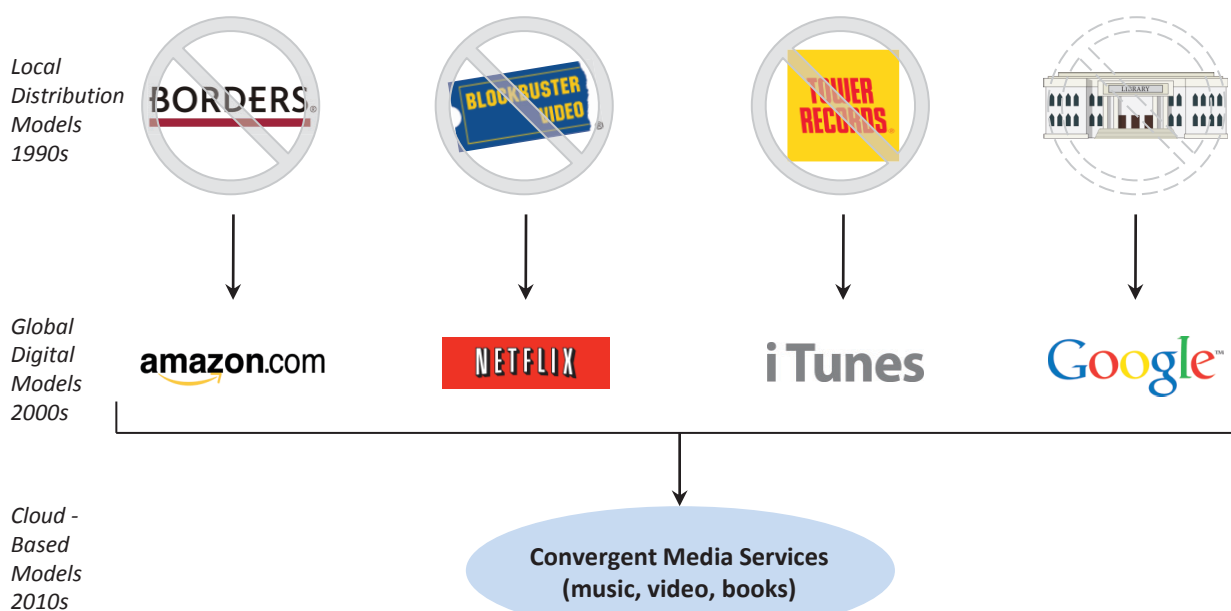 Local
Distribution
Models
1990s
BORDERS®
BLOCKBUSTER
VIDEO®
TOWER
RECORDS®
LIBRARY
Global
Digital
Models
2000s
amazon.com
NETFLIX
iTunes
Google™
Cloud -
Based
Models
2010s
Convergent Media Services
(music, video, books)